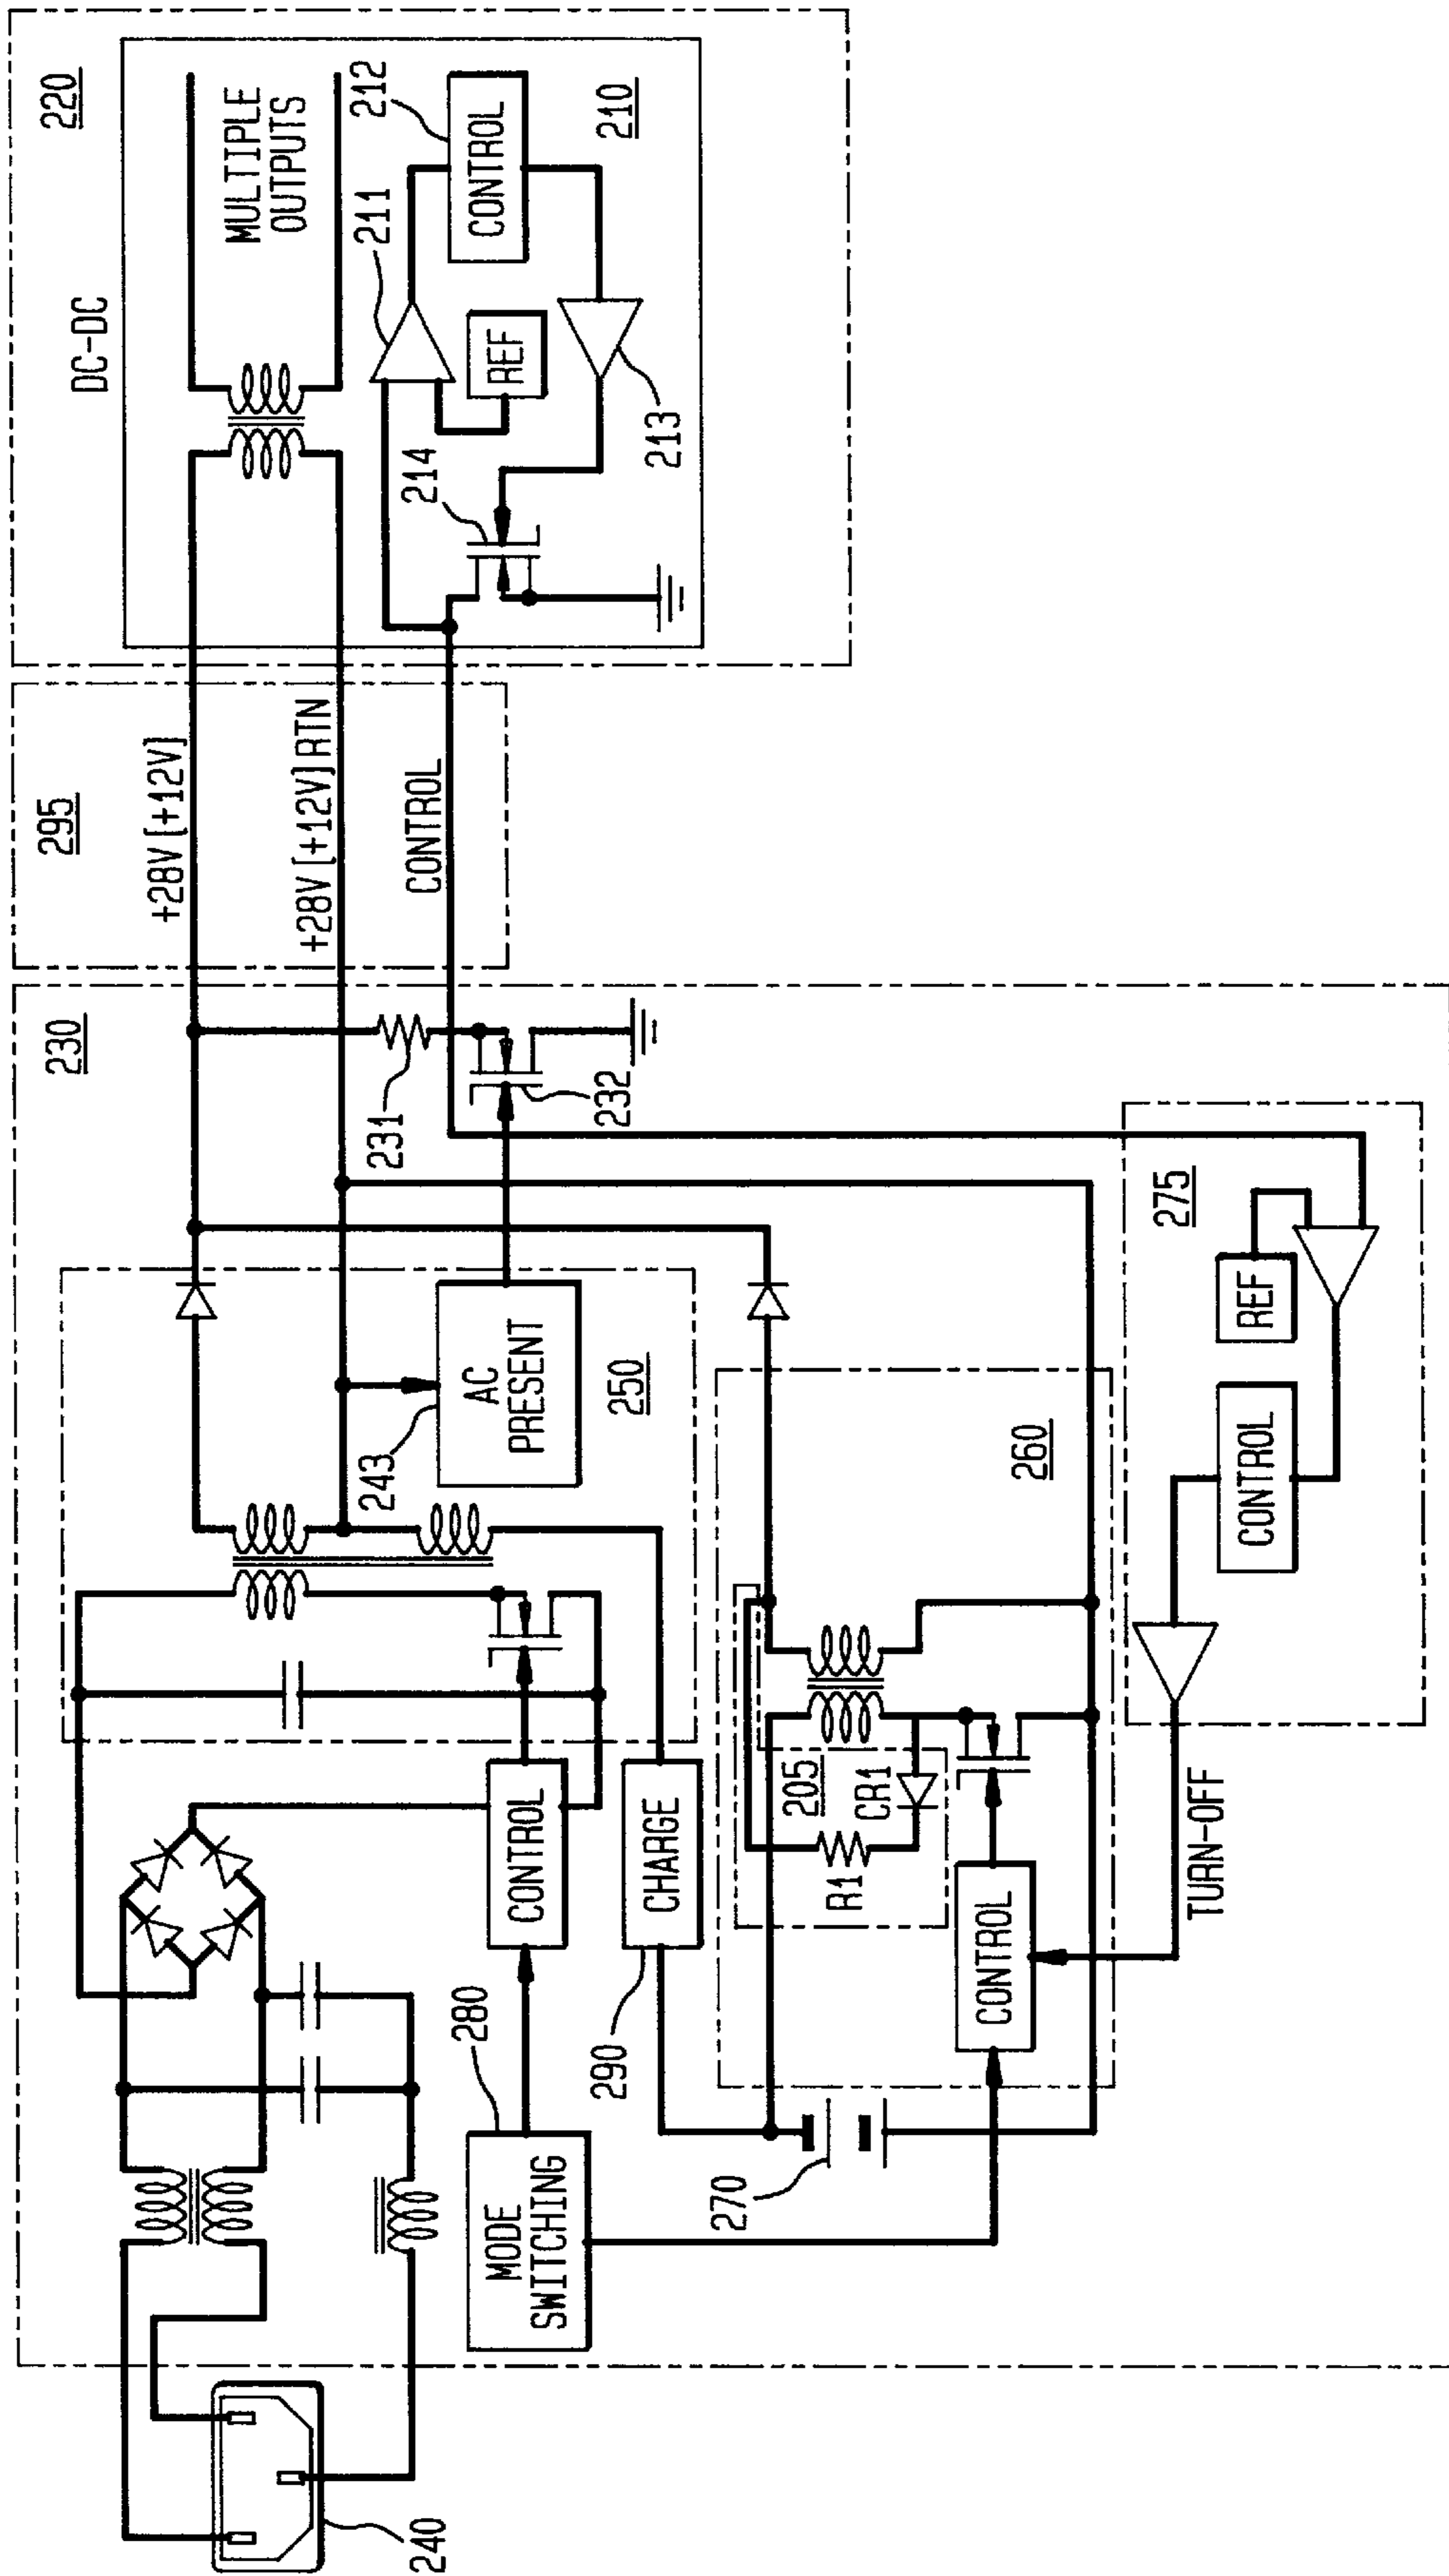 220
DC-DC
MULTIPLE
OUTPUTS
211
212
CONTROL
REF
210
213
214
295
+28V [+12V]
+28V [+12V] RTN
CONTROL
230
231
232
243
AC
PRESENT
250
275
REF
CONTROL
TURN-OFF
260
205
CR1
R1
CONTROL
CONTROL
CHARGE
290
280
MODE
SWITCHING
270
240